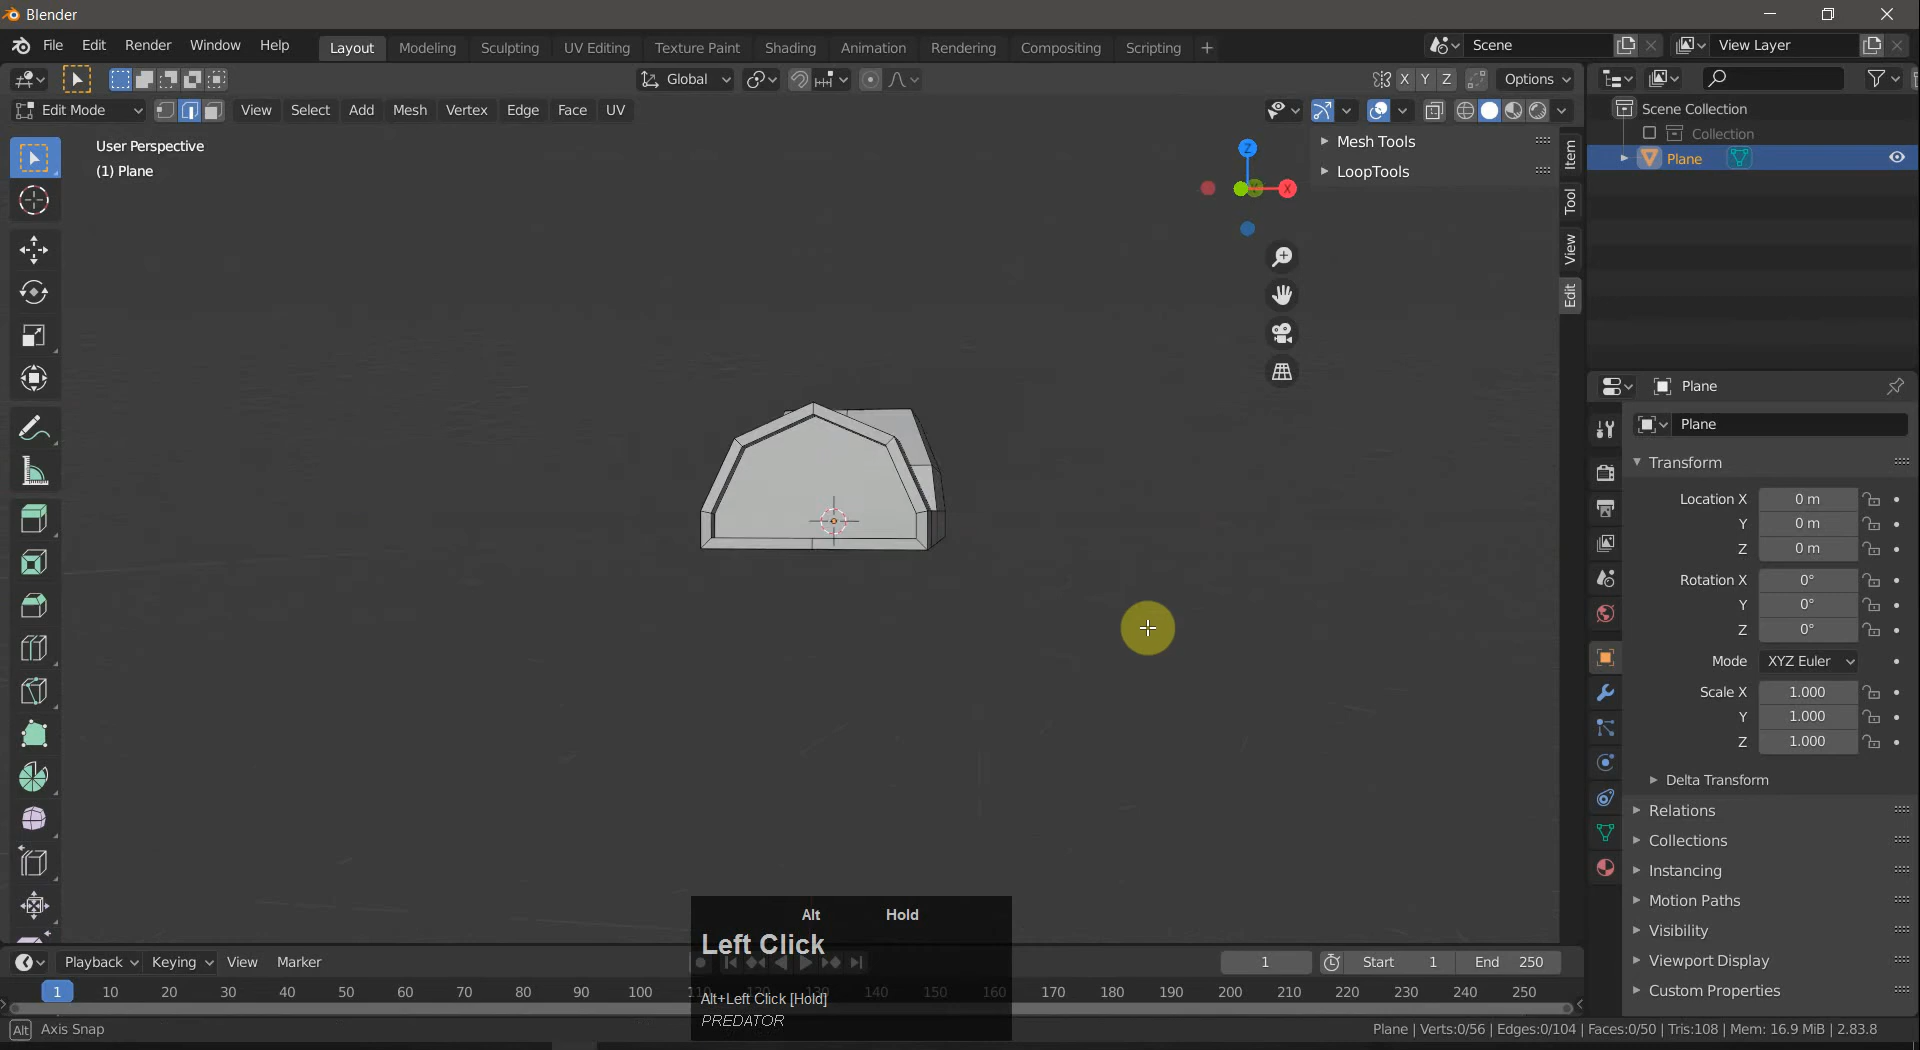 Blender
File Edit Render Window Help Layout Modeling Sculpting UV Editing Texture Paint Shading Animation Rendering Compositing Scripting + Scene View Layer
Global X Y Z Options
Edit Mode View Select Add Mesh Vertex Edge Face UV
Scene Collection
Collection
Plane
User Perspective
(1) Plane
Z
X
Mesh Tools
LoopTools
Item
Tool
View
Edit
Plane
Plane
Transform
Location X 0 m
Y 0 m
Z 0 m
Rotation X 0°
Y 0°
Z 0°
Mode XYZ Euler
Scale X 1.000
Y 1.000
Z 1.000
Delta Transform
Relations
Collections
Instancing
Motion Paths
Visibility
Viewport Display
Custom Properties
Alt Hold
Left Click
Alt+Left Click [Hold]
PREDATOR
Playback Keying View Marker 1 Start 1 End 250
1 10 20 30 40 50 60 70 80 90 100 110 140 150 160 170 180 190 200 210 220 230 240 250
Alt Axis Snap
Plane | Verts:0/56 | Edges:0/104 | Faces:0/50 | Tris:108 | Mem: 16.9 MiB | 2.83.8